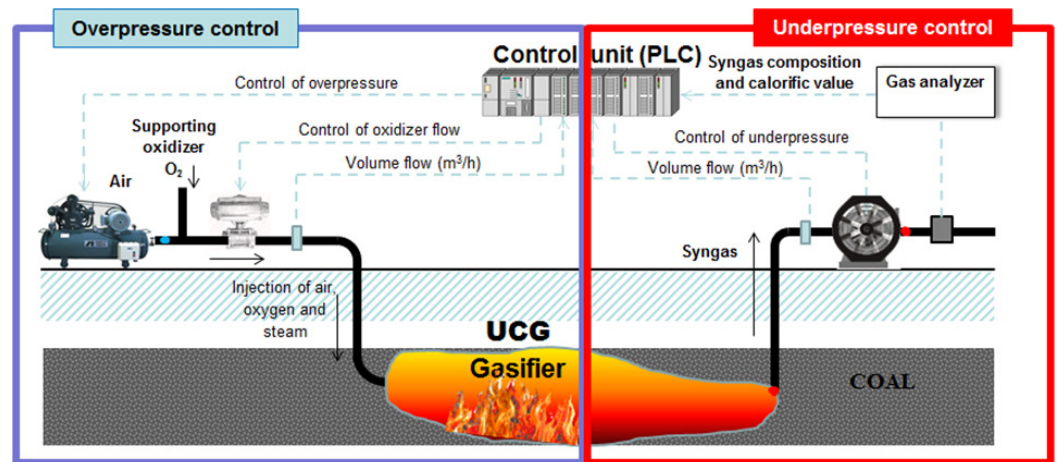 Overpressure control
Underpressure control
Control unit (PLC)
Syngas composition
and calorific value
Gas analyzer
Control of overpressure
Supporting
oxidizer
O₂
Control of oxidizer flow
Control of underpressure
Volume flow (m³/h)
Volume flow (m³/h)
Air
Syngas
Injection of air,
oxygen and
steam
UCG
Gasifier
COAL